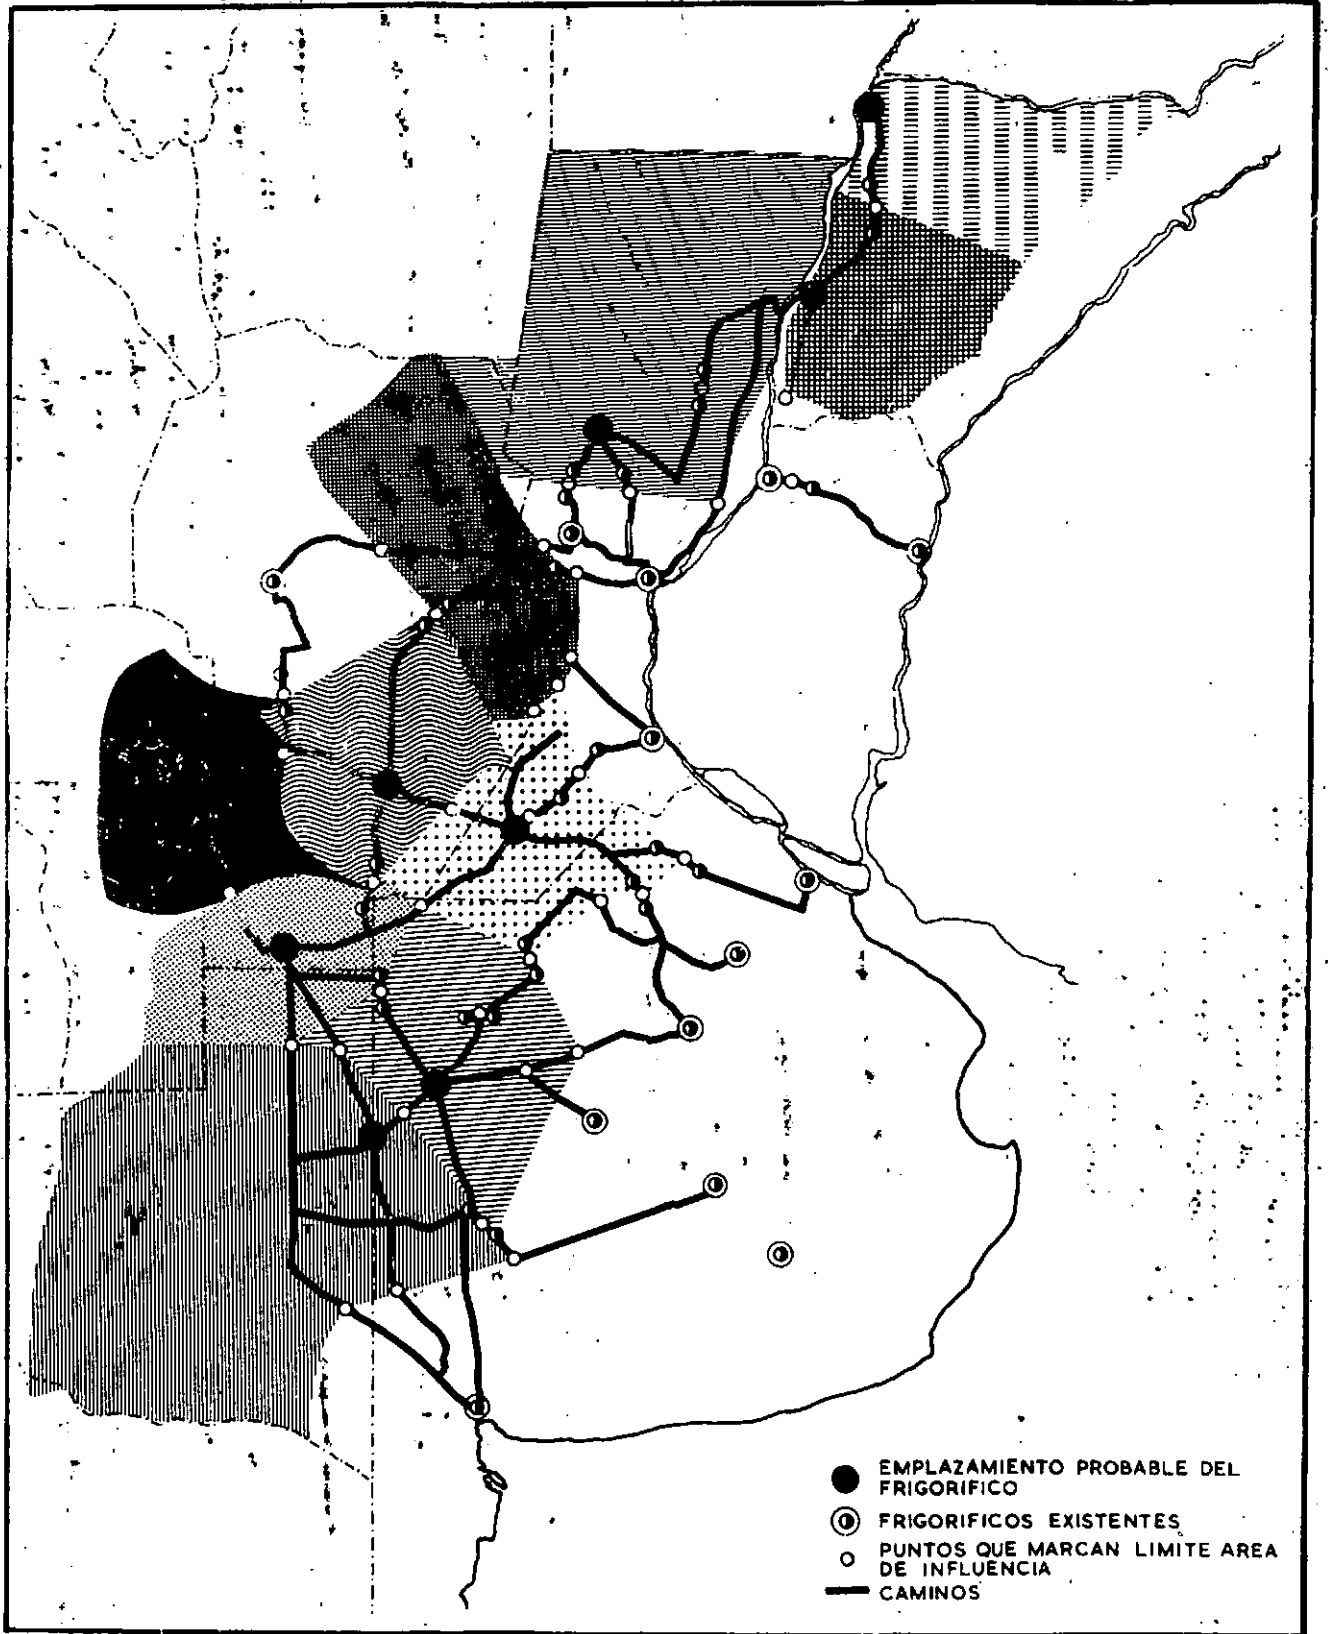 EMPLAZAMIENTO PROBABLE DEL
FRIGORIFICO
FRIGORIFICOS EXISTENTES
PUNTOS QUE MARCAN LIMITE AREA
DE INFLUENCIA
CAMINOS